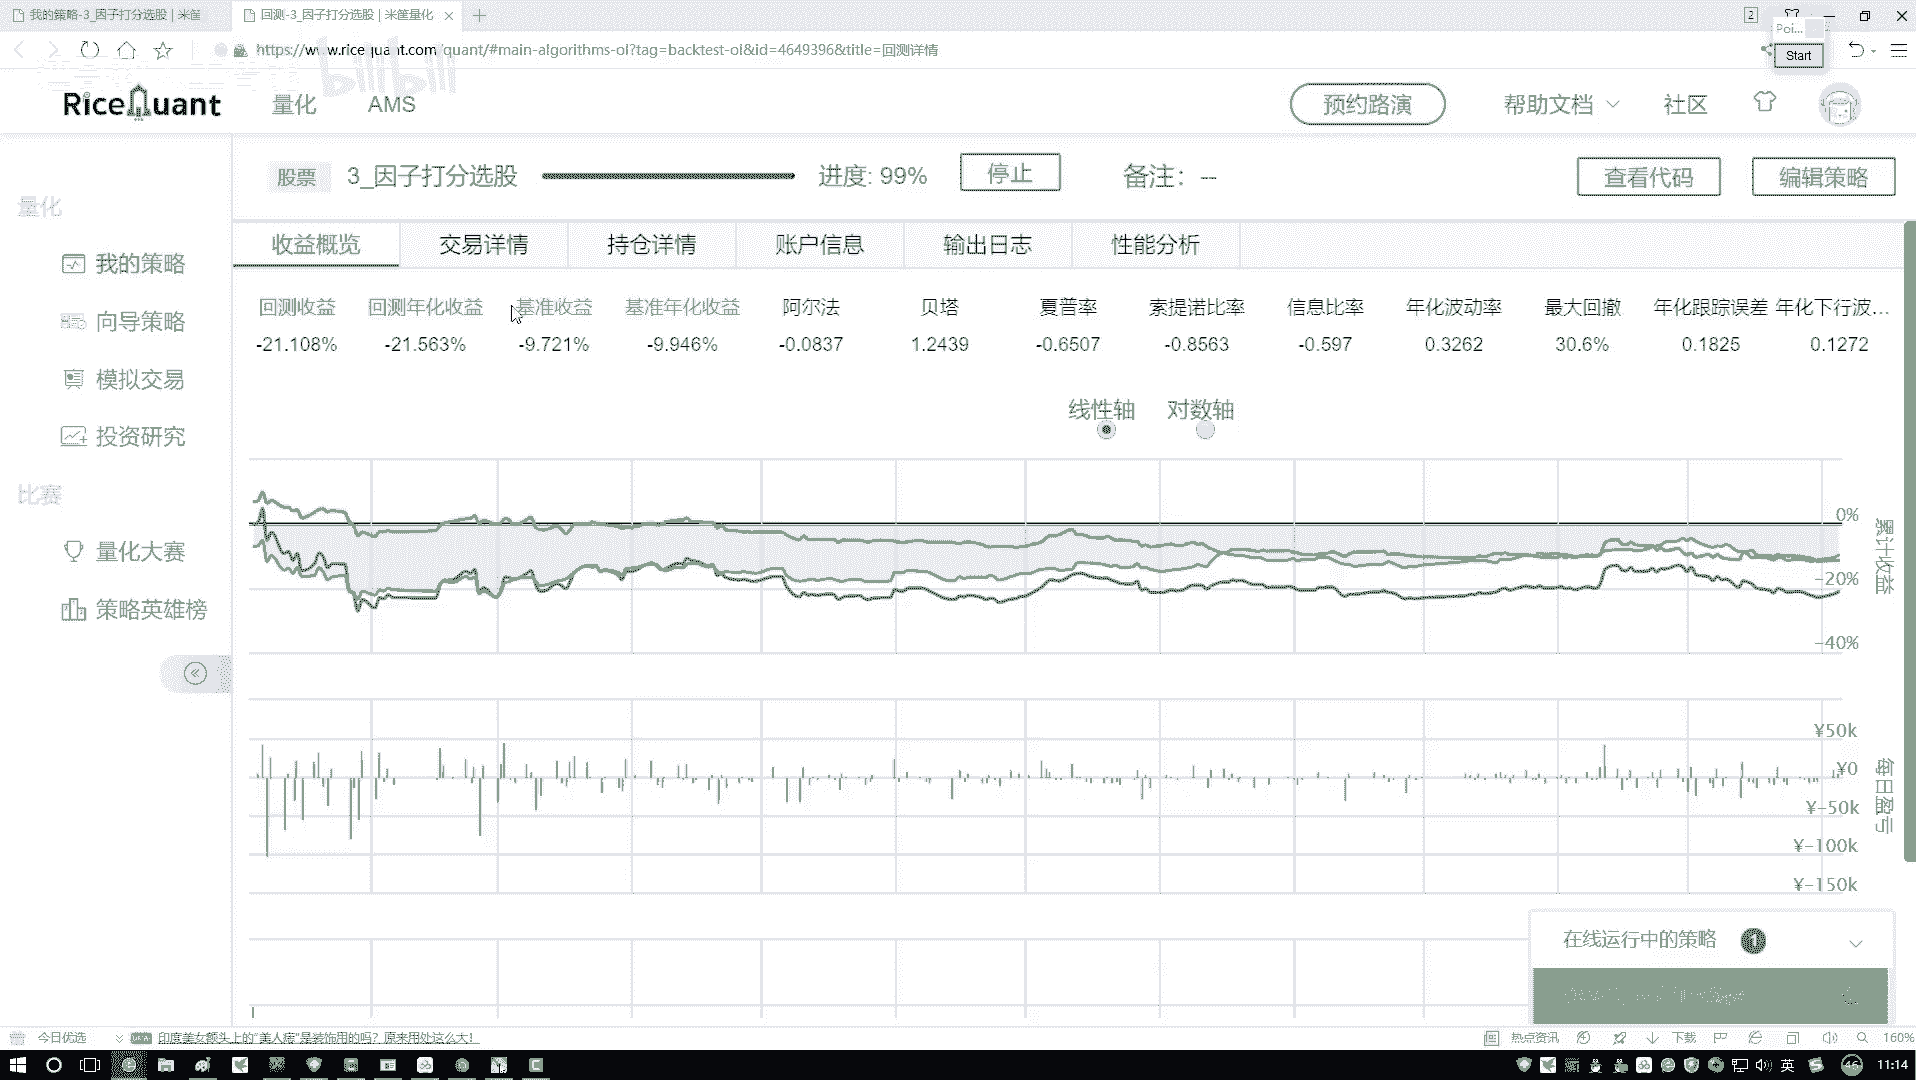 我的策略-3_因子打分选股 | 米筐
回测-3_因子打分选股 | 米筐量化
2
https://www.ricequant.com/quant/#main-algorithms-ol?tag=backtest-ol&id=4649396&title=回测详情
Poi...
Start
bilibili
RiceQuant
量化
AMS
预约路演
帮助文档
社区
股票
3_因子打分选股
进度: 99%
停止
备注: --
查看代码
编辑策略
量化
我的策略
向导策略
模拟交易
投资研究
比赛
量化大赛
策略英雄榜
收益概览
交易详情
持仓详情
账户信息
输出日志
性能分析
回测收益 回测年化收益 基准收益 基准年化收益 阿尔法 贝塔 夏普率 索提诺比率 信息比率 年化波动率 最大回撤 年化跟踪误差 年化下行波...
-21.108% -21.563% -9.721% -9.946% -0.0837 1.2439 -0.6507 -0.8563 -0.597 0.3262 30.6% 0.1825 0.1272
线性轴 对数轴
0%
-20%
-40%
累计收益
¥50k
¥0
¥-50k
¥-100k
¥-150k
每日盈亏
在线运行中的策略 1
今日优选
印度美女额头上的“美人痣”是装饰用的吗? 原来用处这么大!
热点资讯
下载
160%
英
46
11:14